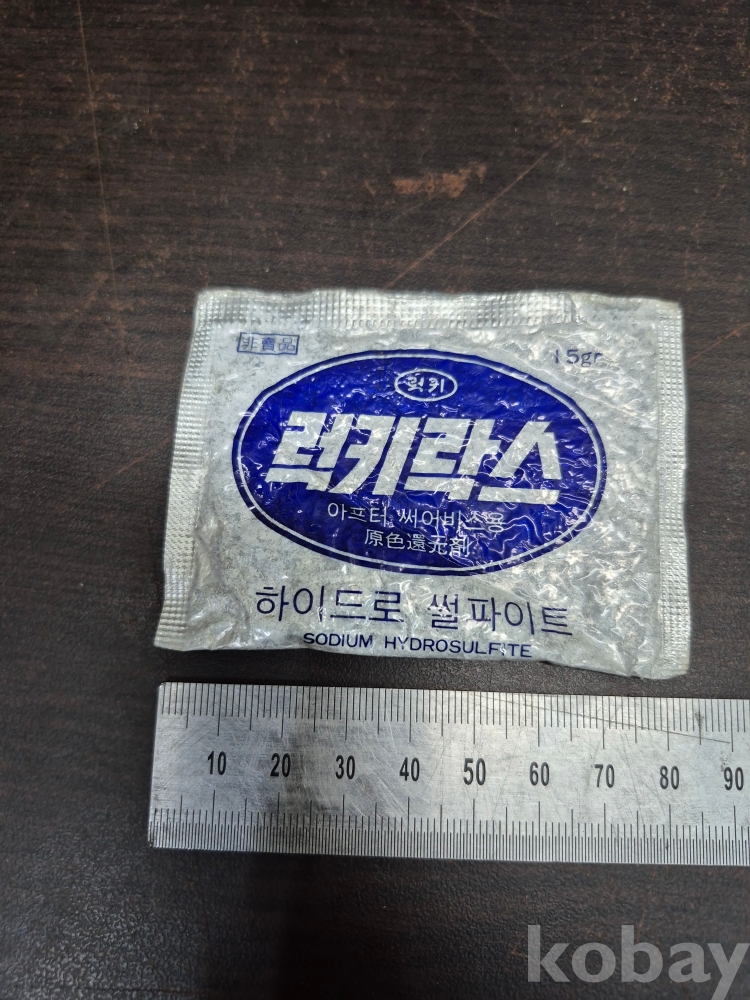 非賣品
15gr
럭키
럭키락스
아프터 써어비스용
原色還元剤
하이드로 썰파이트
SODIUM HYDROSULFITE
10 20 30 40 50 60 70 80 90
kobay